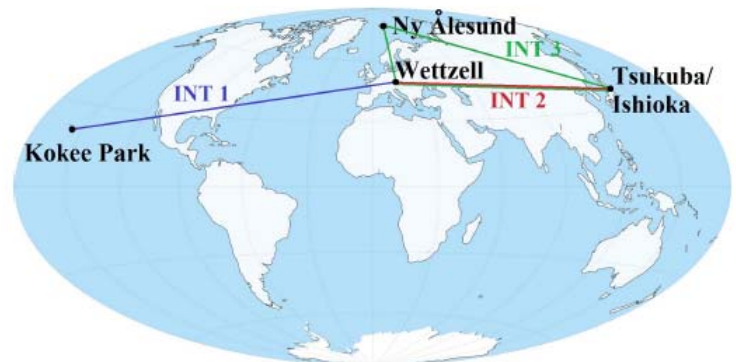 Ny Ålesund
INT 3
Wettzell
Tsukuba/
Ishioka
INT 1
INT 2
Kokee Park